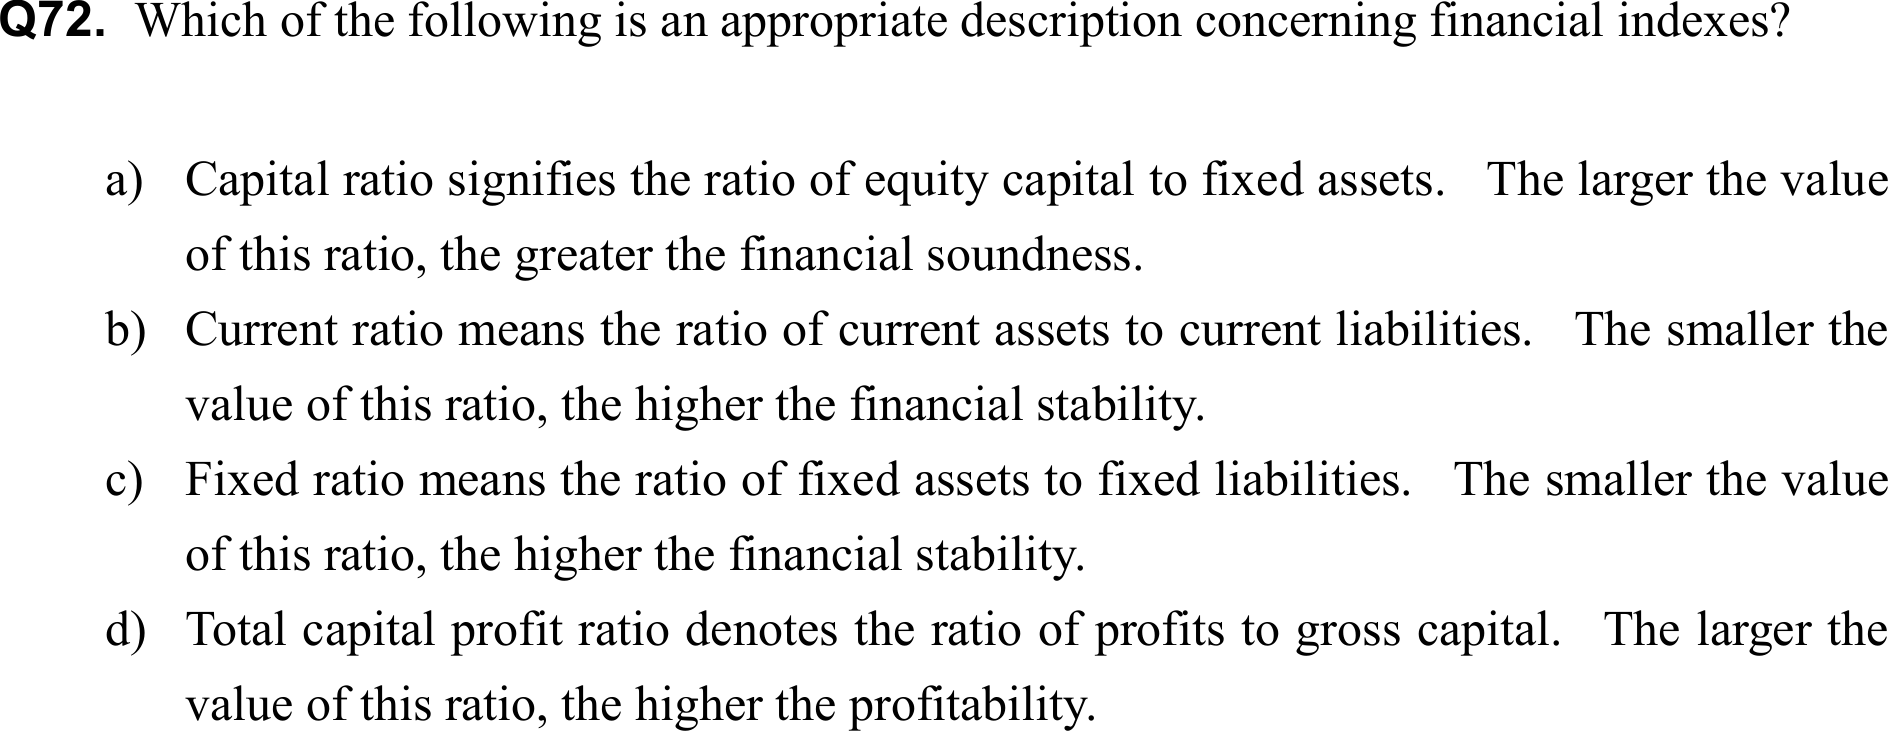 Q72. Which of the following is an appropriate description concerning financial indexes?
a) Capital ratio signifies the ratio of equity capital to fixed assets. The larger the value
of this ratio, the greater the financial soundness.
b) Current ratio means the ratio of current assets to current liabilities. The smaller the
value of this ratio, the higher the financial stability.
c) Fixed ratio means the ratio of fixed assets to fixed liabilities. The smaller the value
of this ratio, the higher the financial stability.
d) Total capital profit ratio denotes the ratio of profits to gross capital. The larger the
value of this ratio, the higher the profitability.